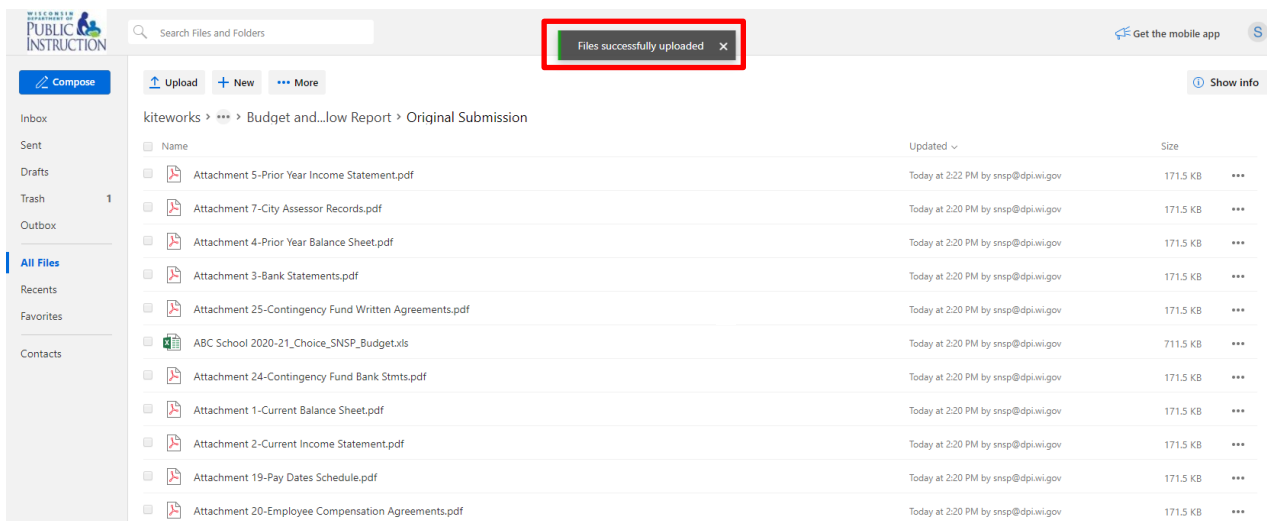 WISCONSIN
DEPARTMENT OF
PUBLIC
INSTRUCTION
Search Files and Folders
Files successfully uploaded ×
Get the mobile app
S
Compose
Upload + New ••• More
Show info
Inbox
kiteworks > ••• > Budget and...low Report > Original Submission
Sent
Name Updated Size
Drafts
Attachment 5-Prior Year Income Statement.pdf Today at 2:22 PM by snsp@dpi.wi.gov 171.5 KB •••
Trash 1
Attachment 7-City Assessor Records.pdf Today at 2:20 PM by snsp@dpi.wi.gov 171.5 KB •••
Outbox
Attachment 4-Prior Year Balance Sheet.pdf Today at 2:20 PM by snsp@dpi.wi.gov 171.5 KB •••
All Files
Attachment 3-Bank Statements.pdf Today at 2:20 PM by snsp@dpi.wi.gov 171.5 KB •••
Recents
Attachment 25-Contingency Fund Written Agreements.pdf Today at 2:20 PM by snsp@dpi.wi.gov 171.5 KB •••
Favorites
ABC School 2020-21_Choice_SNSP_Budget.xls Today at 2:20 PM by snsp@dpi.wi.gov 711.5 KB •••
Contacts
Attachment 24-Contingency Fund Bank Stmts.pdf Today at 2:20 PM by snsp@dpi.wi.gov 171.5 KB •••
Attachment 1-Current Balance Sheet.pdf Today at 2:20 PM by snsp@dpi.wi.gov 171.5 KB •••
Attachment 2-Current Income Statement.pdf Today at 2:20 PM by snsp@dpi.wi.gov 171.5 KB •••
Attachment 19-Pay Dates Schedule.pdf Today at 2:20 PM by snsp@dpi.wi.gov 171.5 KB •••
Attachment 20-Employee Compensation Agreements.pdf Today at 2:20 PM by snsp@dpi.wi.gov 171.5 KB •••